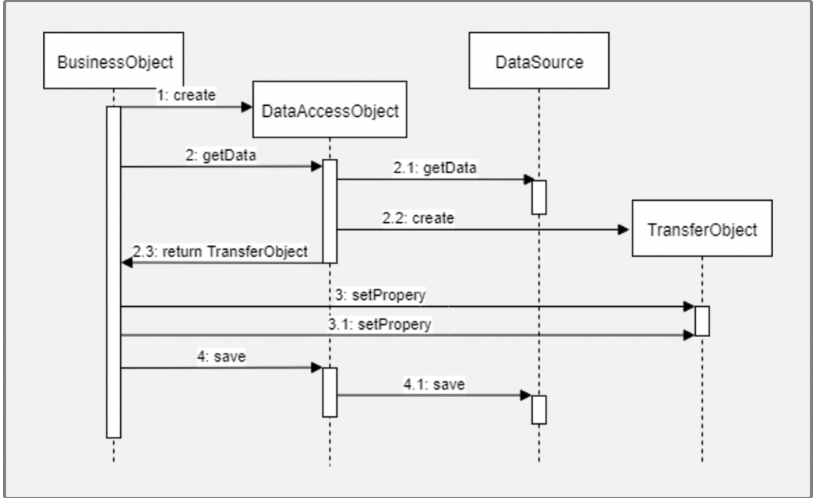 BusinessObject
DataSource
1: create
DataAccessObject
2: getData
2.1: getData
2.2: create
TransferObject
2.3: return TransferObject
3: setPropery
3.1: setPropery
4: save
4.1: save